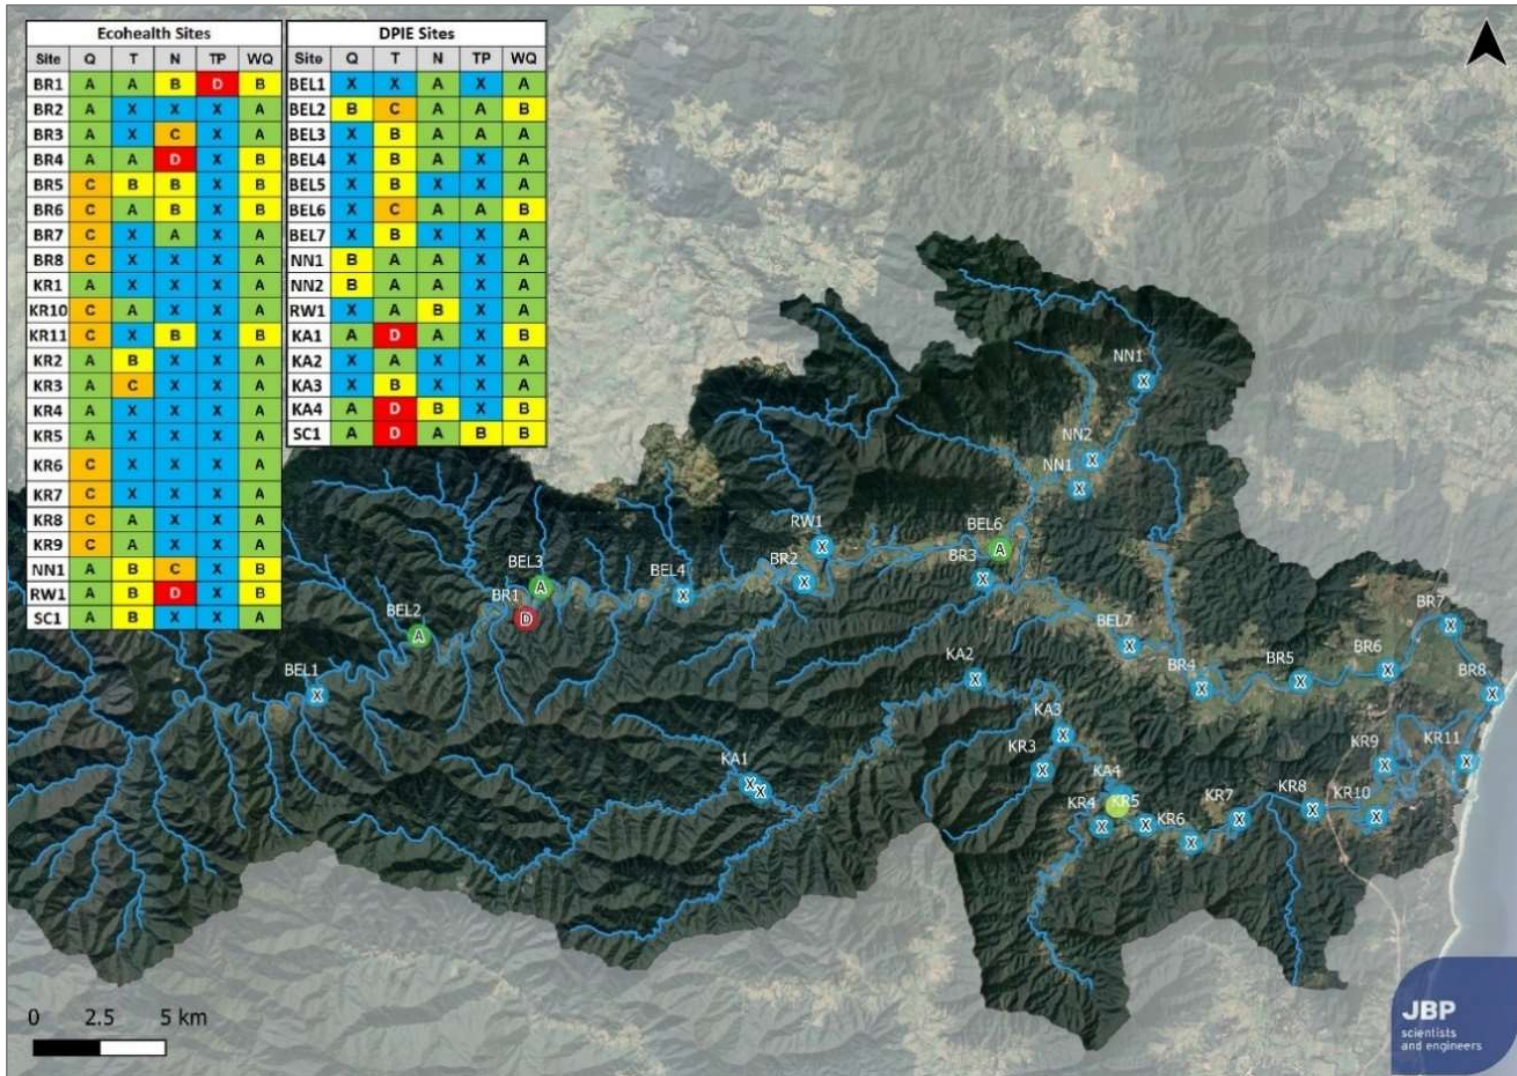 Ecohealth Sites
Site Q T N TP WQ
BR1 A A B D B
BR2 A X X X A
BR3 A X C X A
BR4 A A D X B
BR5 C B B X B
BR6 C A B X B
BR7 C X A X A
BR8 C X X X A
KR1 A X X X A
KR10 C A X X A
KR11 C X B X B
KR2 A B X X A
KR3 A C X X A
KR4 A X X X A
KR5 A X X X A
KR6 C X X X A
KR7 C X X X A
KR8 C A X X A
KR9 C A X X A
NN1 A B C X B
RW1 A B D X B
SC1 A B X X A
DPIE Sites
Site Q T N TP WQ
BEL1 X X A X A
BEL2 B C A A B
BEL3 X B A A A
BEL4 X B A X A
BEL5 X B X X A
BEL6 X C A A B
BEL7 X B X X A
NN1 B A A X A
NN2 B A A X A
RW1 X A B X A
KA1 A D A X B
KA2 X A X X A
KA3 X B X X A
KA4 A D B X B
SC1 A D A B B
NN1
X
NN2
X
NN1
X
RW1
X
BEL6
A
BR3
X
BR2
X
BEL4
X
BEL3
A
BR1
D
BEL2
A
BEL1
X
BEL7
X
BR4
X
BR5
X
BR6
X
BR7
X
BR8
X
KA2
X
KA3
X
KR3
X
KA1
X X
KA4
KR5
KR4
X
X
KR6
X
KR7
X
KR8
X
KR9
X
KR10
X
KR11
X
0 2.5 5 km
JBP
scientists
and engineers